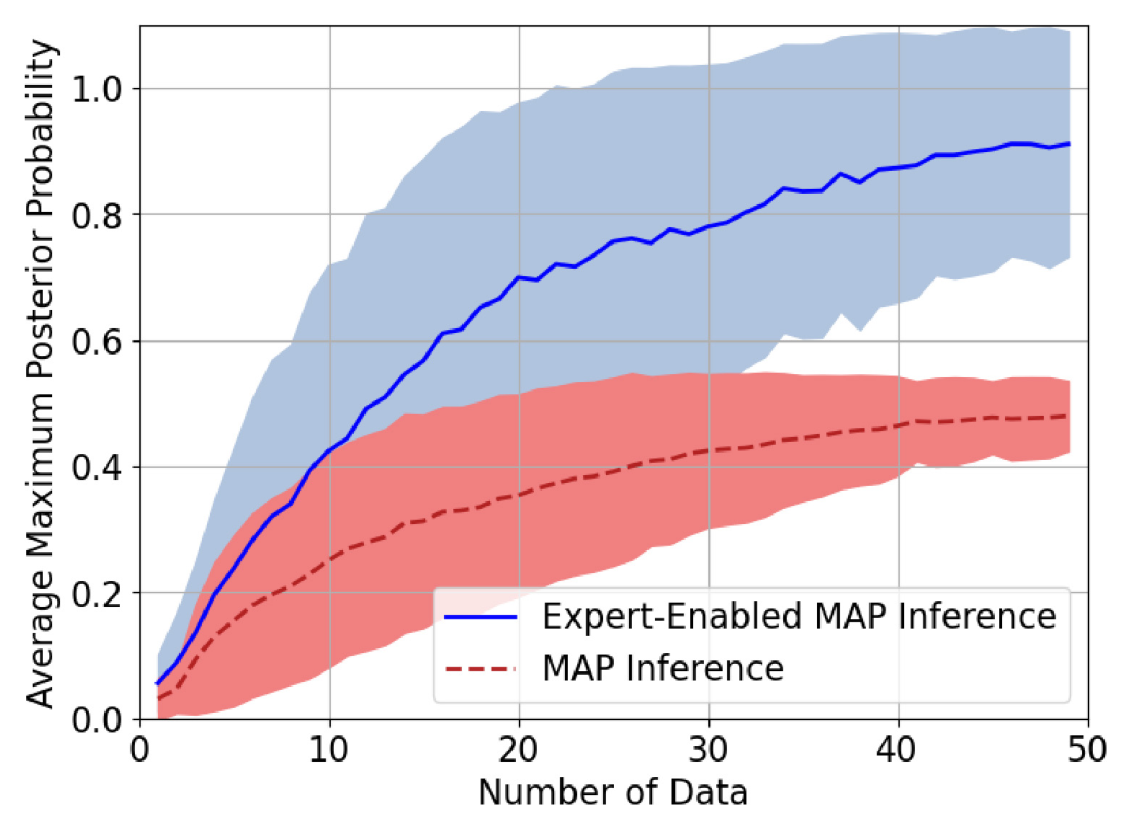 Average Maximum Posterior Probability
1.0
0.8
0.6
0.4
0.2
0.0
0 10 20 30 40 50
Number of Data
Expert-Enabled MAP Inference
MAP Inference